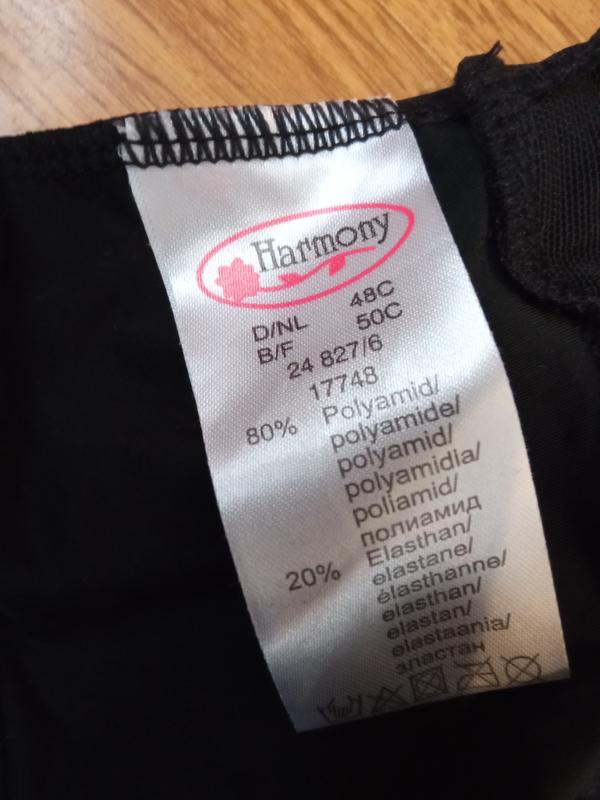 Harmony
D/NL 48C
B/F 50C
24 827/6
17748
80% Polyamid/
polyamide/
polyamid/
polyamidia/
poliamid/
полиамид
20% Elasthan/
elastane/
élasthanne/
elasthan/
elastan/
elastaania/
эластан